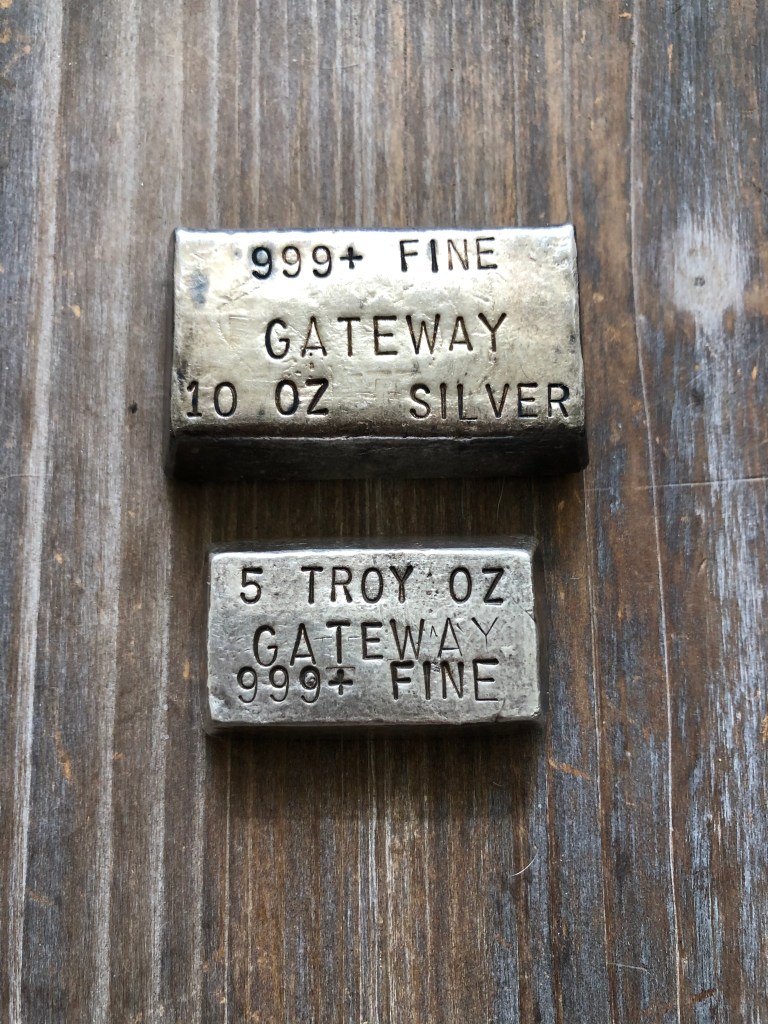 999+ FINE
GATEWAY
10 OZ SILVER
5 TROY OZ
GATEWAY
999+ FINE